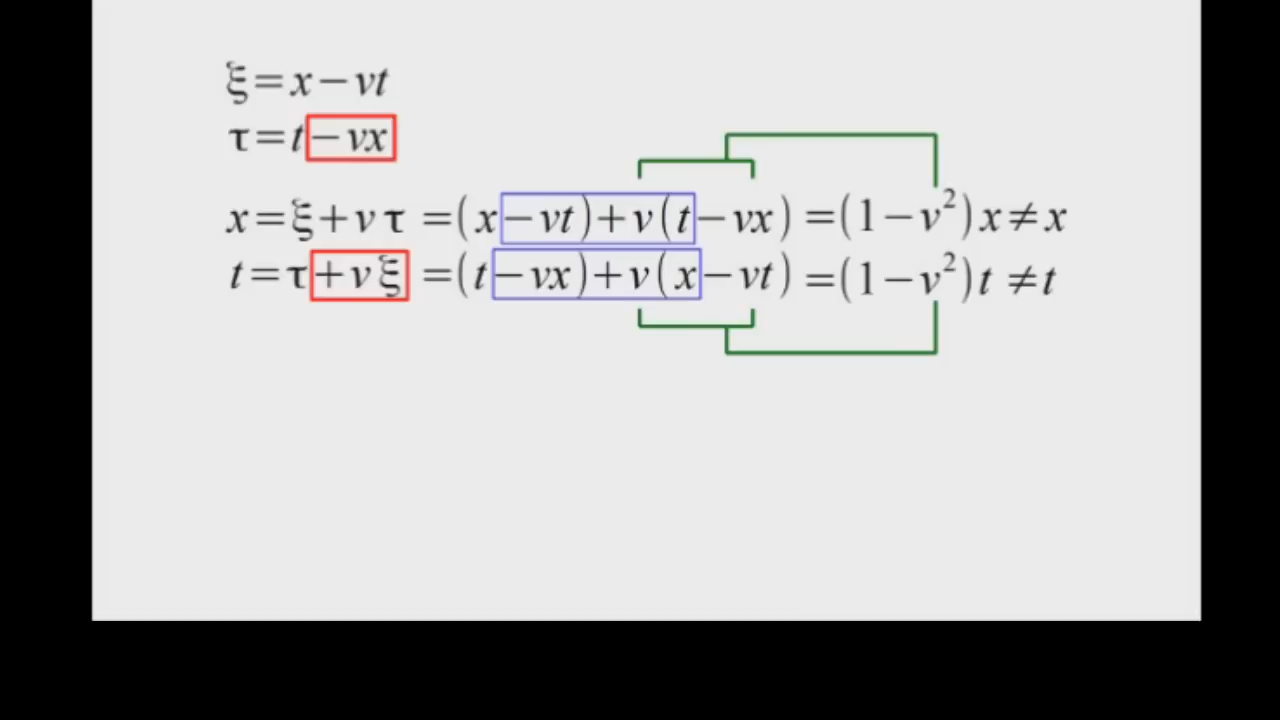 ξ=x−vt
τ=t−vx
x=ξ+vτ =(x−vt)+v(t−vx) =(1−v²)x≠x
t=τ+vξ =(t−vx)+v(x−vt) =(1−v²)t ≠t